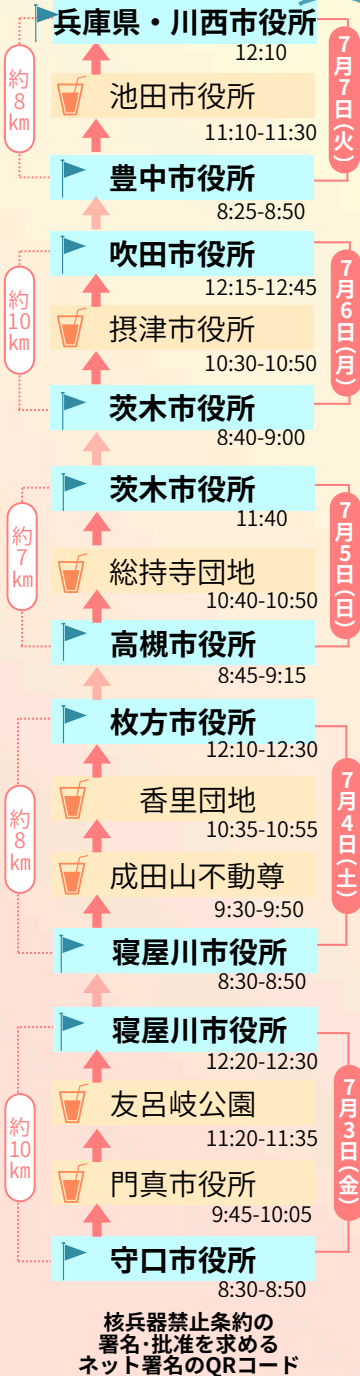 兵庫県・川西市役所
12:10
池田市役所
11:10-11:30
豊中市役所
8:25-8:50
約8km
7月7日(火)
吹田市役所
12:15-12:45
摂津市役所
10:30-10:50
茨木市役所
8:40-9:00
約10km
7月6日(月)
茨木市役所
11:40
総持寺団地
10:40-10:50
高槻市役所
8:45-9:15
約7km
7月5日(日)
枚方市役所
12:10-12:30
香里団地
10:35-10:55
成田山不動尊
9:30-9:50
寝屋川市役所
8:30-8:50
約8km
7月4日(土)
寝屋川市役所
12:20-12:30
友呂岐公園
11:20-11:35
門真市役所
9:45-10:05
守口市役所
8:30-8:50
約10km
7月3日(金)
核兵器禁止条約の
署名・批准を求める
ネット署名のQRコード